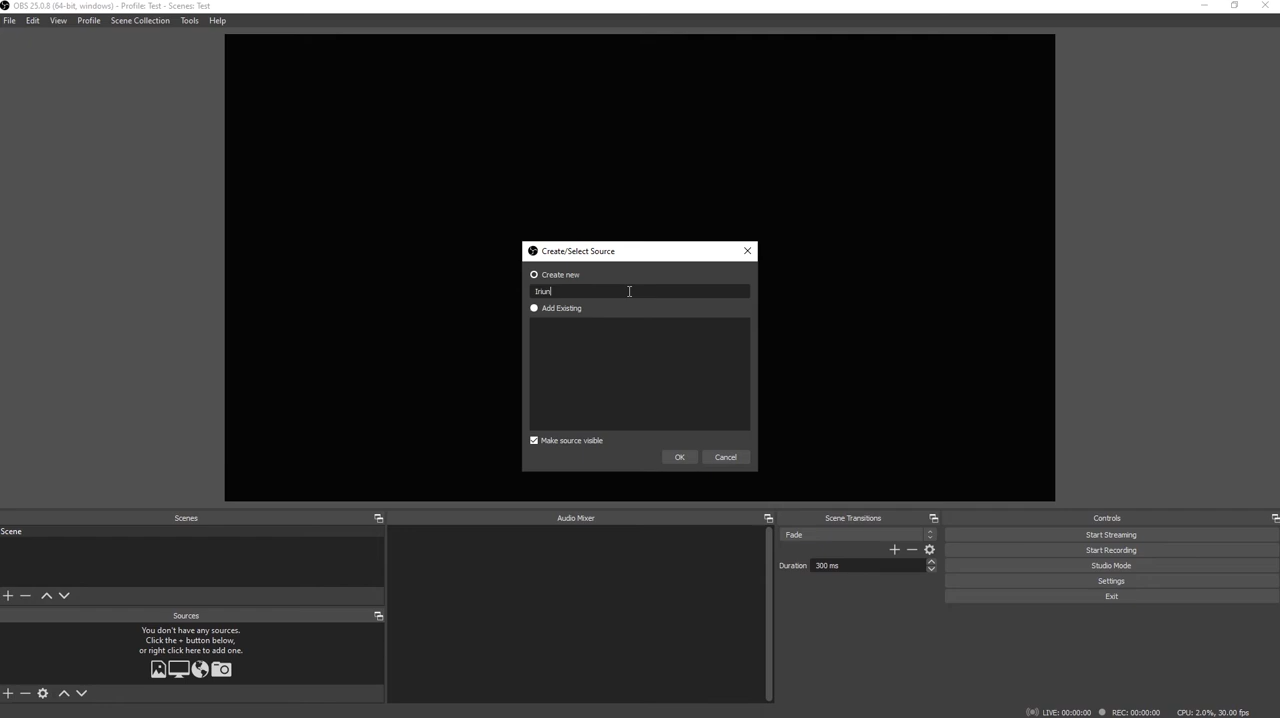 OBS 25.0.8 (64-bit, windows) - Profile: Test - Scenes: Test
File Edit View Profile Scene Collection Tools Help
Create/Select Source
Create new
Iriun
Add Existing
Make source visible
OK Cancel
Scenes
Scene
Sources
You don't have any sources.
Click the + button below,
or right click here to add one.
Audio Mixer
Scene Transitions
Fade
Duration 300 ms
Controls
Start Streaming
Start Recording
Studio Mode
Settings
Exit
LIVE: 00:00:00 REC: 00:00:00 CPU: 2.0%, 30.00 fps